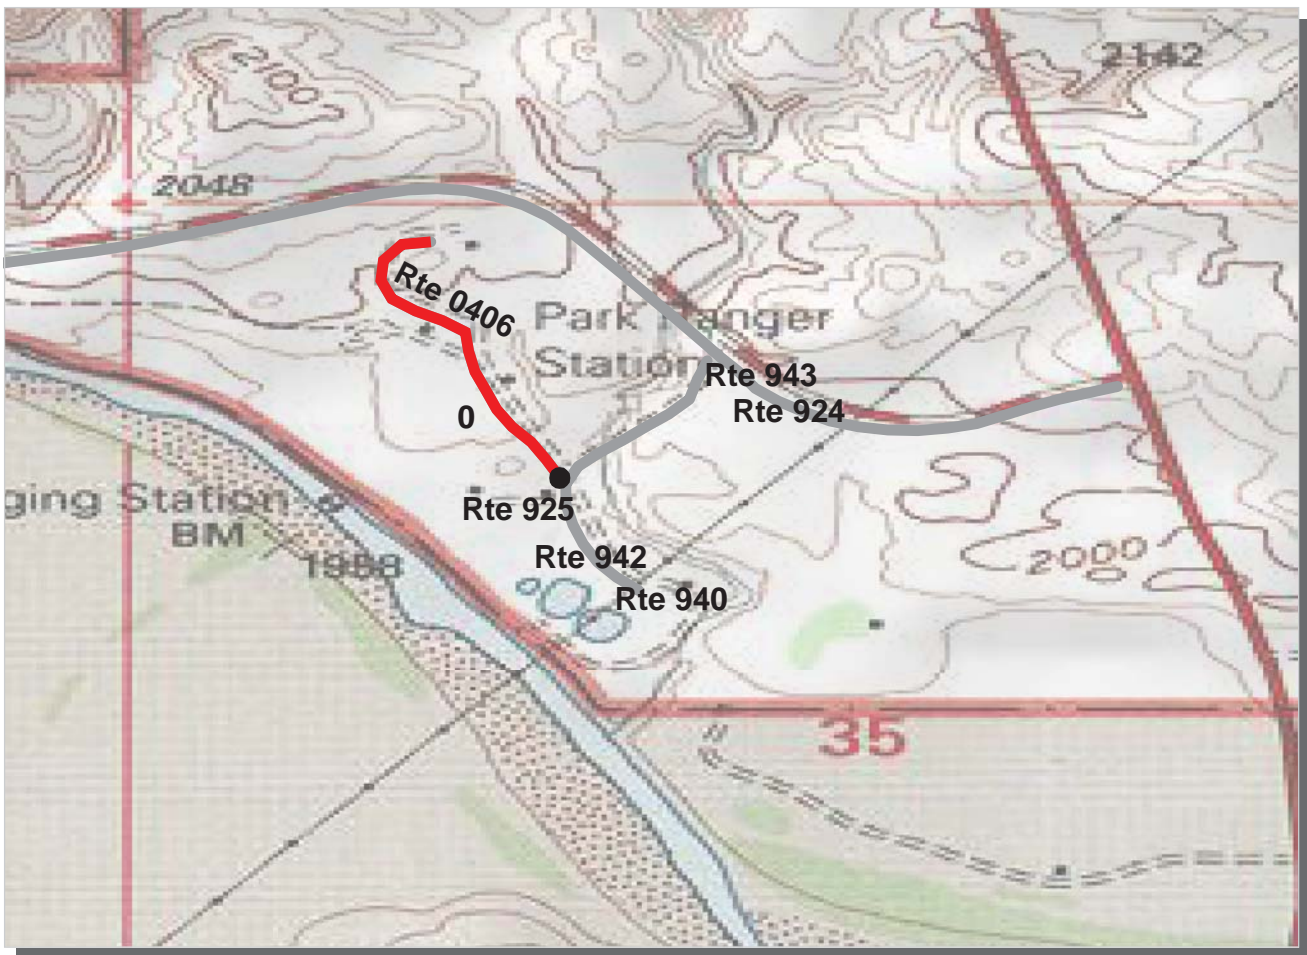 2142
2100
2048
Rte 0406
Park Ranger
Station
Rte 943
Rte 924
0
ging Station
Rte 925
BM
Rte 942
1958
2000
Rte 940
35